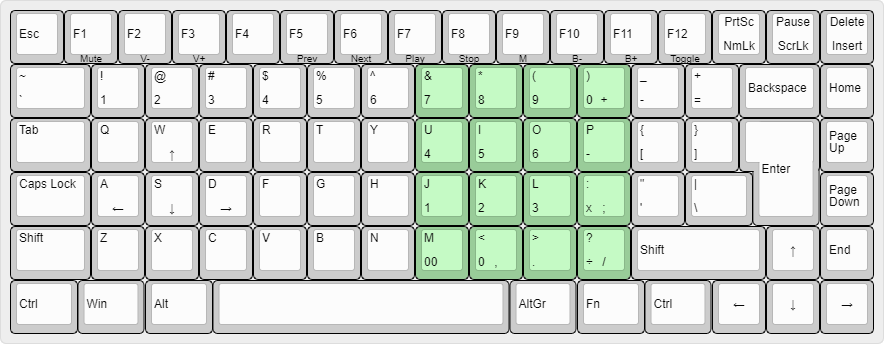 Esc F1 F2 F3 F4 F5 F6 F7 F8 F9 F10 F11 F12 PrtSc Pause Delete
NmLk ScrLk Insert
Mute V- V+ Prev Next Play Stop M B- B+ Toggle
~ ! @ # $ % ^ & * ( ) _ + Backspace Home
` 1 2 3 4 5 6 7 8 9 0 + - =
Tab Q W E R T Y U I O P { } Page
Up
↑ 4 5 6 - [ ] Enter
Caps Lock A S D F G H J K L : " | Page
Down
← ↓ → 1 2 3 x ; ' \
Shift Z X C V B N M < > ? Shift ↑ End
00 0 , . ÷ /
Ctrl Win Alt AltGr Fn Ctrl ← ↓ →